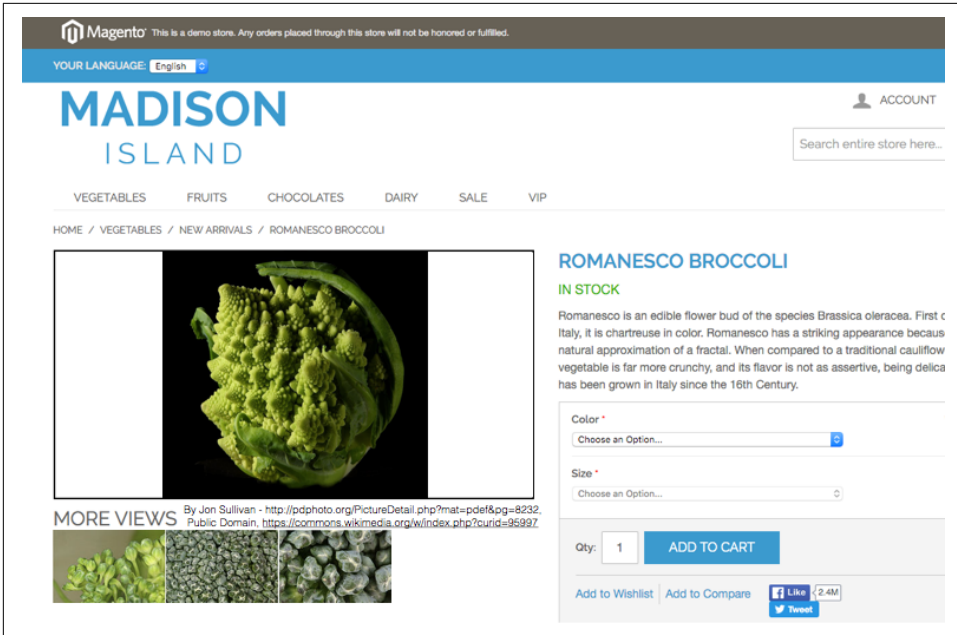 Magento This is a demo store. Any orders placed through this store will not be honored or fulfilled.
YOUR LANGUAGE: English
MADISON
ISLAND
ACCOUNT
Search entire store here...
VEGETABLES FRUITS CHOCOLATES DAIRY SALE VIP
HOME / VEGETABLES / NEW ARRIVALS / ROMANESCO BROCCOLI
ROMANESCO BROCCOLI
IN STOCK
Romanesco is an edible flower bud of the species Brassica oleracea. First
Italy, it is chartreuse in color. Romanesco has a striking appearance
natural approximation of a fractal. When compared to a traditional
vegetable is far more crunchy, and its flavor is not as assertive, being
has been grown in Italy since the 16th Century.
Color *
Choose an Option...
Size *
Choose an Option...
MORE VIEWS
By Jon Sullivan - http://pdphoto.org/PictureDetail.php?mat=pdef&pg=8232,
Public Domain, https://commons.wikimedia.org/w/index.php?curid=95997
Qty: 1 ADD TO CART
Add to Wishlist Add to Compare Like 2.4M
Tweet